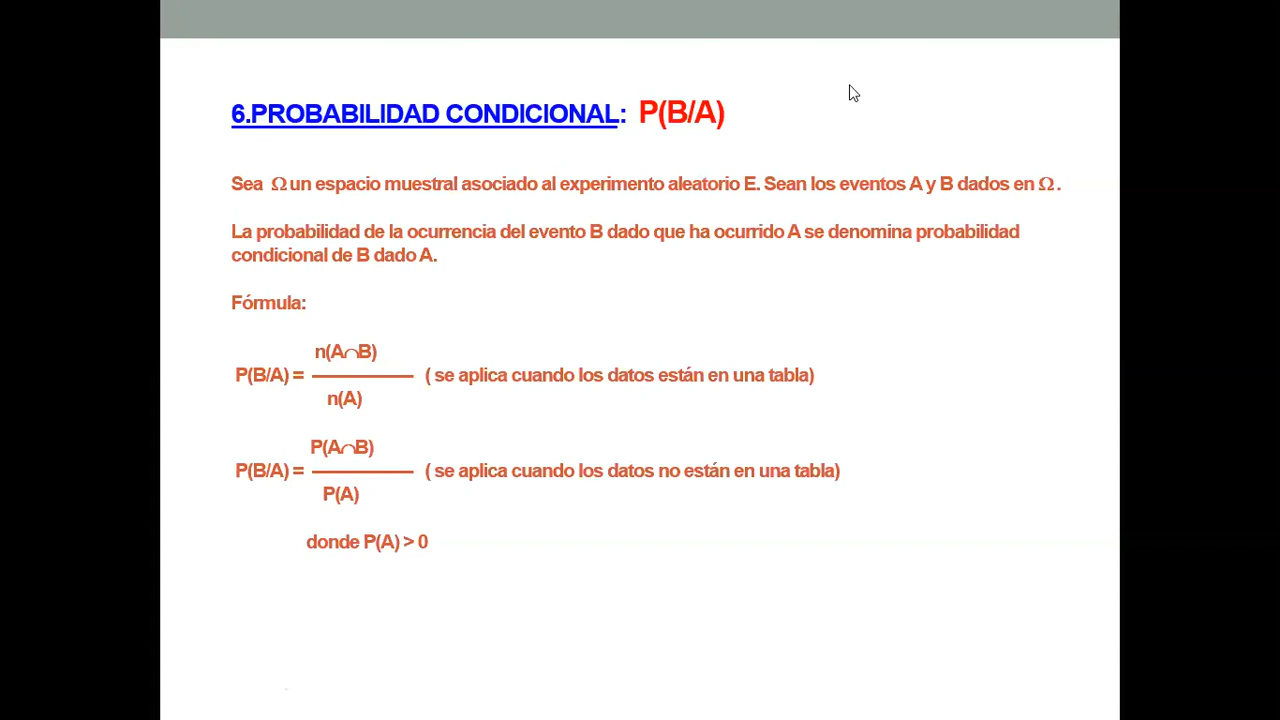 6.PROBABILIDAD CONDICIONAL: P(B/A)
Sea Ω un espacio muestral asociado al experimento aleatorio E. Sean los eventos A y B dados en Ω .
La probabilidad de la ocurrencia del evento B dado que ha ocurrido A se denomina probabilidad
condicional de B dado A.
Fórmula:
n(A∩B)
P(B/A) = ———— ( se aplica cuando los datos están en una tabla)
n(A)
P(A∩B)
P(B/A) = ———— ( se aplica cuando los datos no están en una tabla)
P(A)
donde P(A) > 0